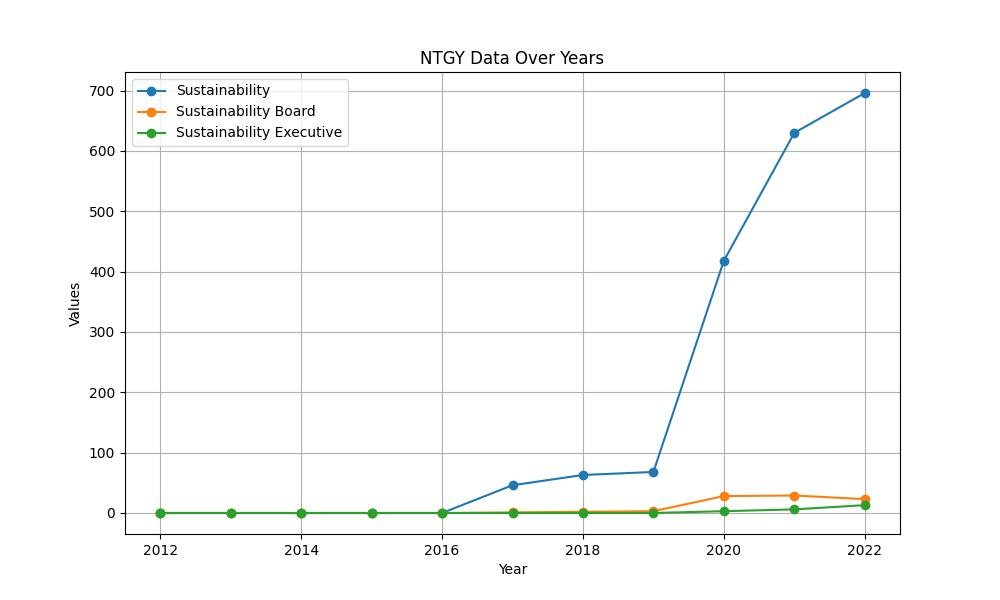 NTGY Data Over Years
Sustainability
Sustainability Board
Sustainability Executive
700
600
500
400
300
200
100
0
Values
2012
2014
2016
2018
2020
2022
Year